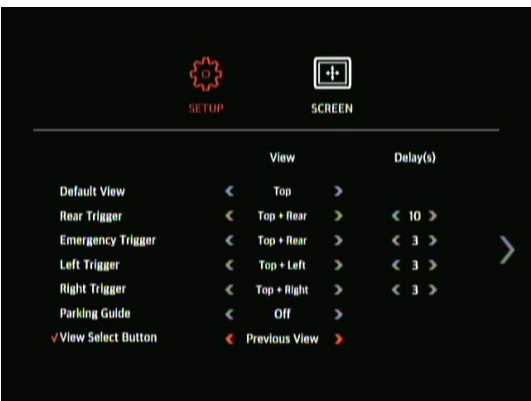 SETUP SCREEN
View Delay(s)
Default View Top
Rear Trigger Top + Rear 10
Emergency Trigger Top + Rear 3
Left Trigger Top + Left 3
Right Trigger Top + Right 3
Parking Guide Off
✓View Select Button Previous View